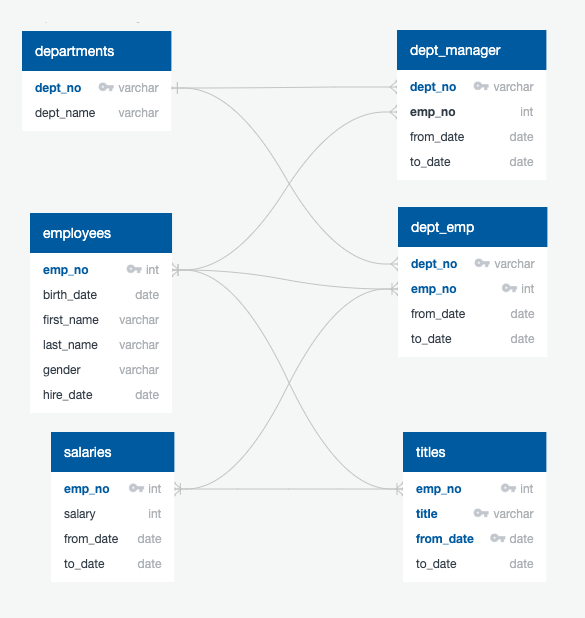 departments
dept_no varchar
dept_name varchar
dept_manager
dept_no varchar
emp_no int
from_date date
to_date date
employees
emp_no int
birth_date date
first_name varchar
last_name varchar
gender varchar
hire_date date
dept_emp
dept_no varchar
emp_no int
from_date date
to_date date
salaries
emp_no int
salary int
from_date date
to_date date
titles
emp_no int
title varchar
from_date date
to_date date